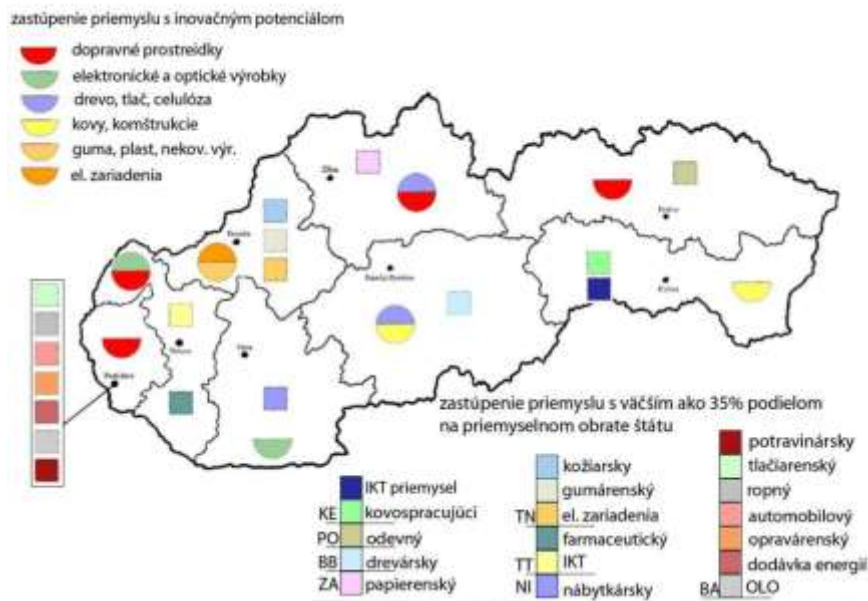 zastúpenie priemyslu s inovačným potenciálom
dopravné prostreidky
elektronické a optické výrobky
drevo, tlač, celulóza
kovy, komštrukcie
guma, plast, nekov. výr.
el. zariadenia
Žilina
Trenčín
Prešov
Banská Bystrica
Košice
Trnava
Nitra
Bratislava
zastúpenie priemyslu s väčším ako 35% podielom
na priemyselnom obrate štátu
IKT priemysel
KE kovospracujúci
PO odevný
BB drevársky
ZA papierenský
kožiarsky
gumárenský
TN el. zariadenia
farmaceutický
TT IKT
NI nábytkársky
potravinársky
tlačiarenský
ropný
automobilový
opravárenský
dodávka energií
BA OLO